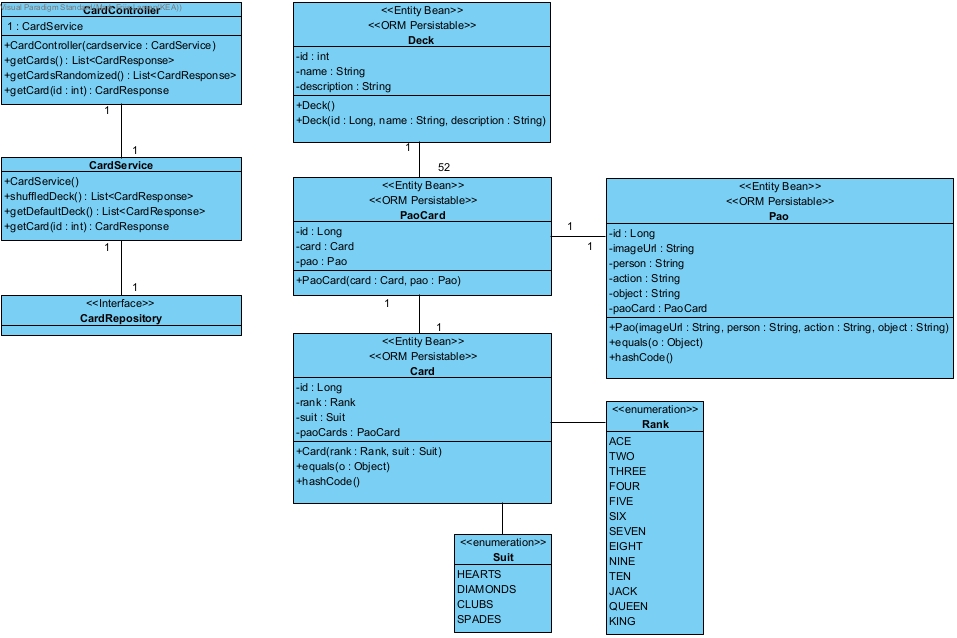 CardController
1 : CardService
+CardController(cardservice : CardService)
+getCards() : List<CardResponse>
+getCardsRandomized() : List<CardResponse>
+getCard(id : int) : CardResponse
1
1
CardService
+CardService()
+shuffledDeck() : List<CardResponse>
+getDefaultDeck() : List<CardResponse>
+getCard(id : int) : CardResponse
1
1
<<Interface>>
CardRepository
<<Entity Bean>>
<<ORM Persistable>>
Deck
-id : int
-name : String
-description : String
+Deck()
+Deck(id : Long, name : String, description : String)
1
52
<<Entity Bean>>
<<ORM Persistable>>
PaoCard
-id : Long
-card : Card
-pao : Pao
+PaoCard(card : Card, pao : Pao)
1
1
<<Entity Bean>>
<<ORM Persistable>>
Pao
-id : Long
-imageUrl : String
-person : String
-action : String
-object : String
-paoCard : PaoCard
+Pao(imageUrl : String, person : String, action : String, object : String)
+equals(o : Object)
+hashCode()
1
1
<<Entity Bean>>
<<ORM Persistable>>
Card
-id : Long
-rank : Rank
-suit : Suit
-paoCards : PaoCard
+Card(rank : Rank, suit : Suit)
+equals(o : Object)
+hashCode()
<<enumeration>>
Rank
ACE
TWO
THREE
FOUR
FIVE
SIX
SEVEN
EIGHT
NINE
TEN
JACK
QUEEN
KING
<<enumeration>>
Suit
HEARTS
DIAMONDS
CLUBS
SPADES